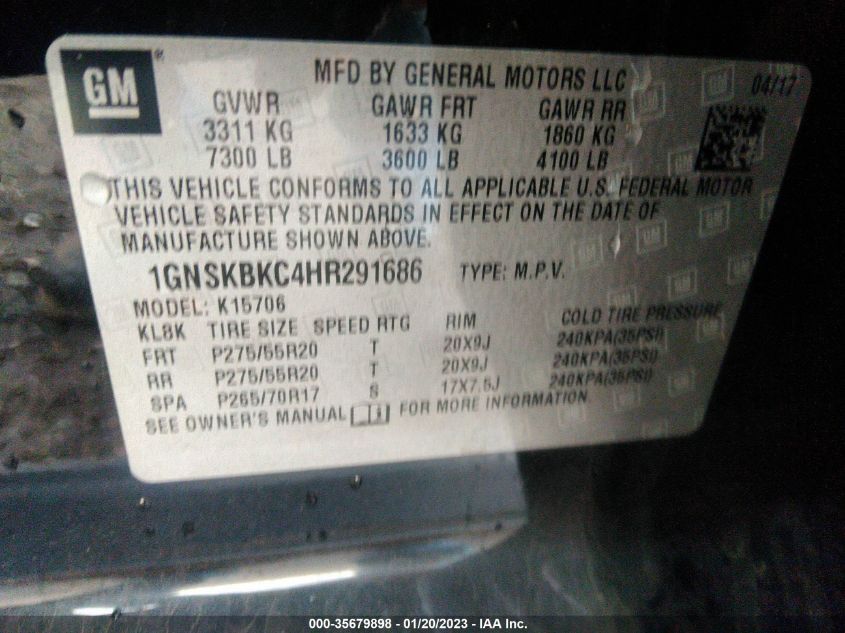 GM ®
MFD BY GENERAL MOTORS LLC 04/17
GVWR GAWR FRT GAWR RR
3311 KG 1633 KG 1860 KG
7300 LB 3600 LB 4100 LB
THIS VEHICLE CONFORMS TO ALL APPLICABLE U.S. FEDERAL MOTOR
VEHICLE SAFETY STANDARDS IN EFFECT ON THE DATE OF
MANUFACTURE SHOWN ABOVE.
1GNSKBKC4HR291686 TYPE: M.P.V.
MODEL: K15706
KL8K TIRE SIZE SPEED RTG RIM COLD TIRE PRESSURE
FRT P275/55R20 T 20X9J 240KPA(35PSI)
RR P275/55R20 T 20X9J 240KPA(35PSI)
SPA P265/70R17 S 17X7.5J 240KPA(35PSI)
SEE OWNER'S MANUAL FOR MORE INFORMATION
000-35679898 - 01/20/2023 - IAA Inc.